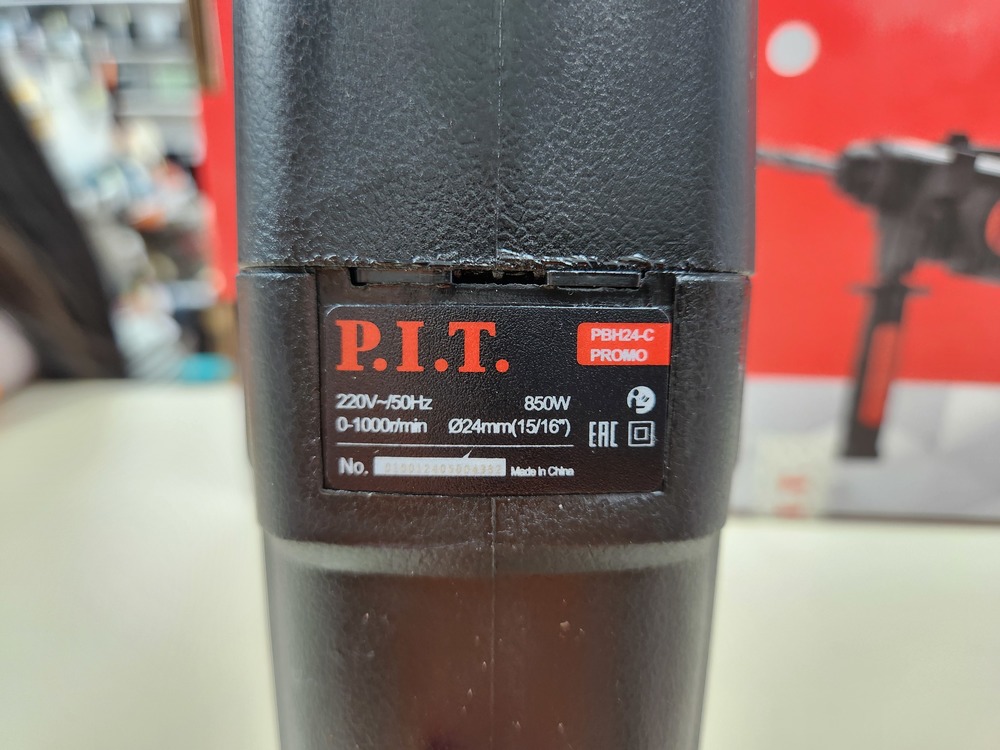 P.I.T.
PBH24-C
PROMO
220V~/50Hz 850W
0-1000r/min Ø24mm(15/16")
EAC
No. Made in China